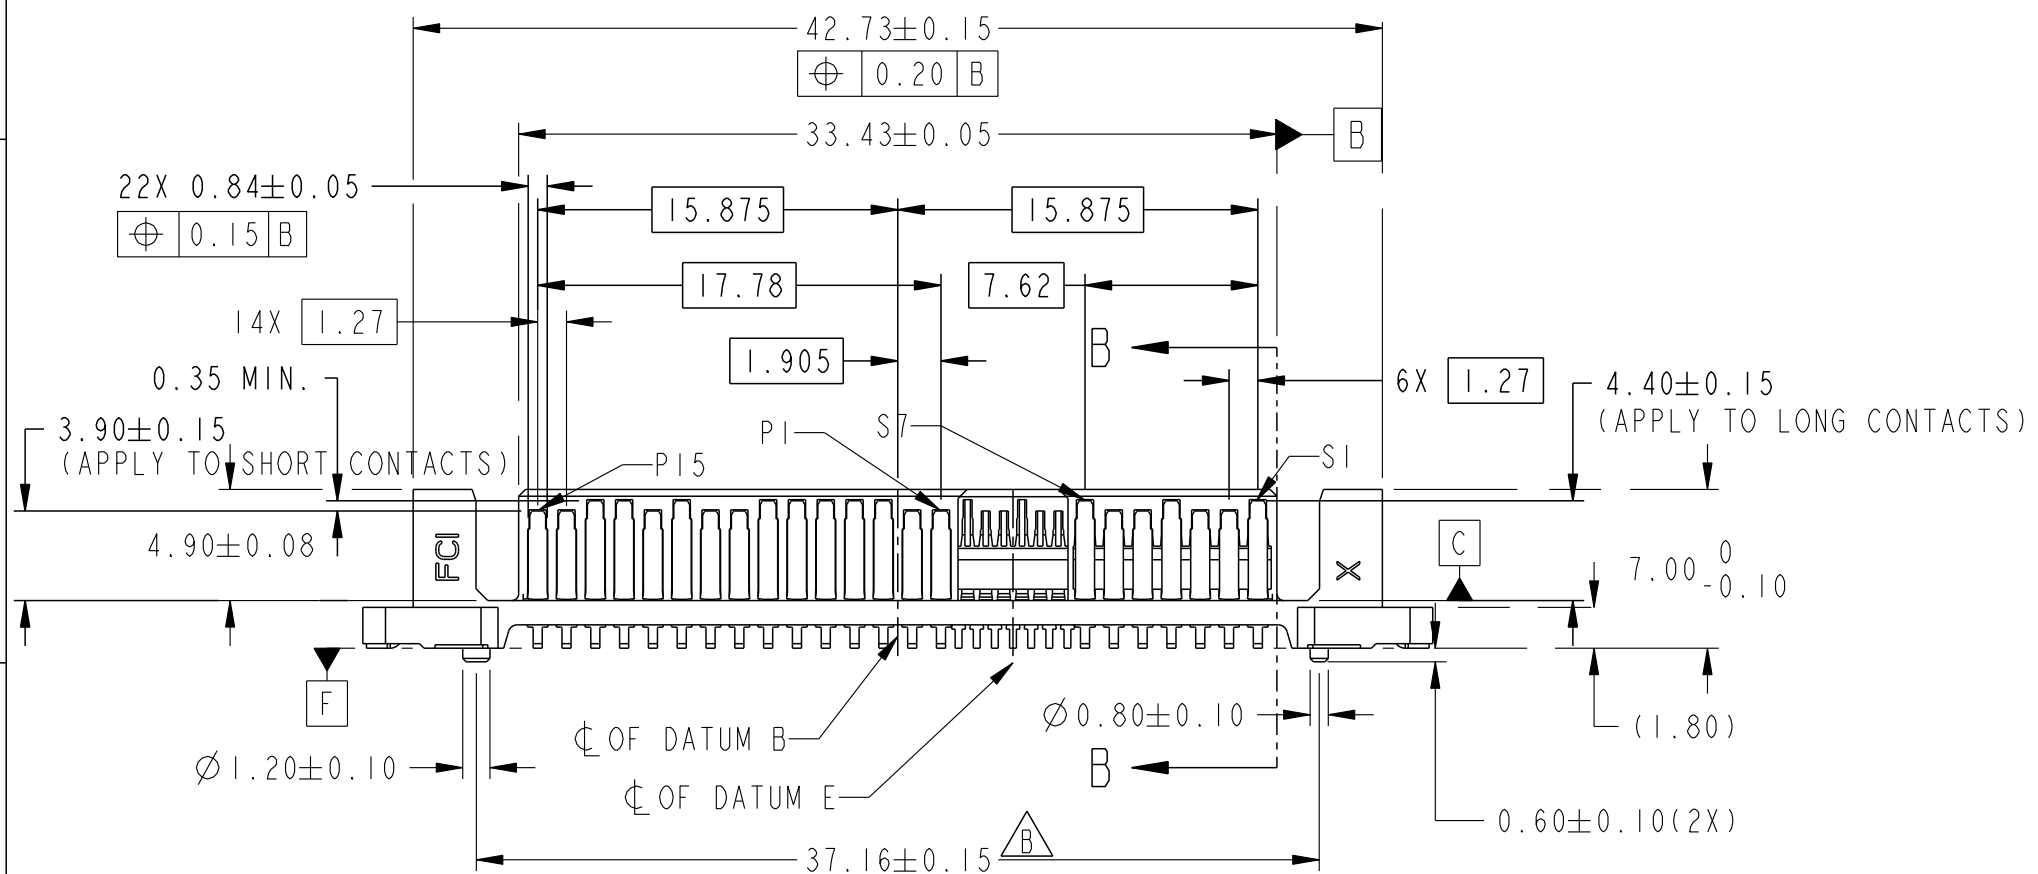 42.73±0.15
⌖ 0.20 B
33.43±0.05
B
22X 0.84±0.05
⌖ 0.15 B
15.875
15.875
17.78
7.62
14X 1.27
1.905
B
6X 1.27
0.35 MIN.
4.40±0.15
(APPLY TO LONG CONTACTS)
3.90±0.15
(APPLY TO SHORT CONTACTS)
P1
S7
P15
S1
4.90±0.08
FCI
X
C
7.00 0 -0.10
F
⌀0.80±0.10
(1.80)
℄ OF DATUM B
⌀1.20±0.10
B
℄ OF DATUM E
0.60±0.10(2X)
B
37.16±0.15